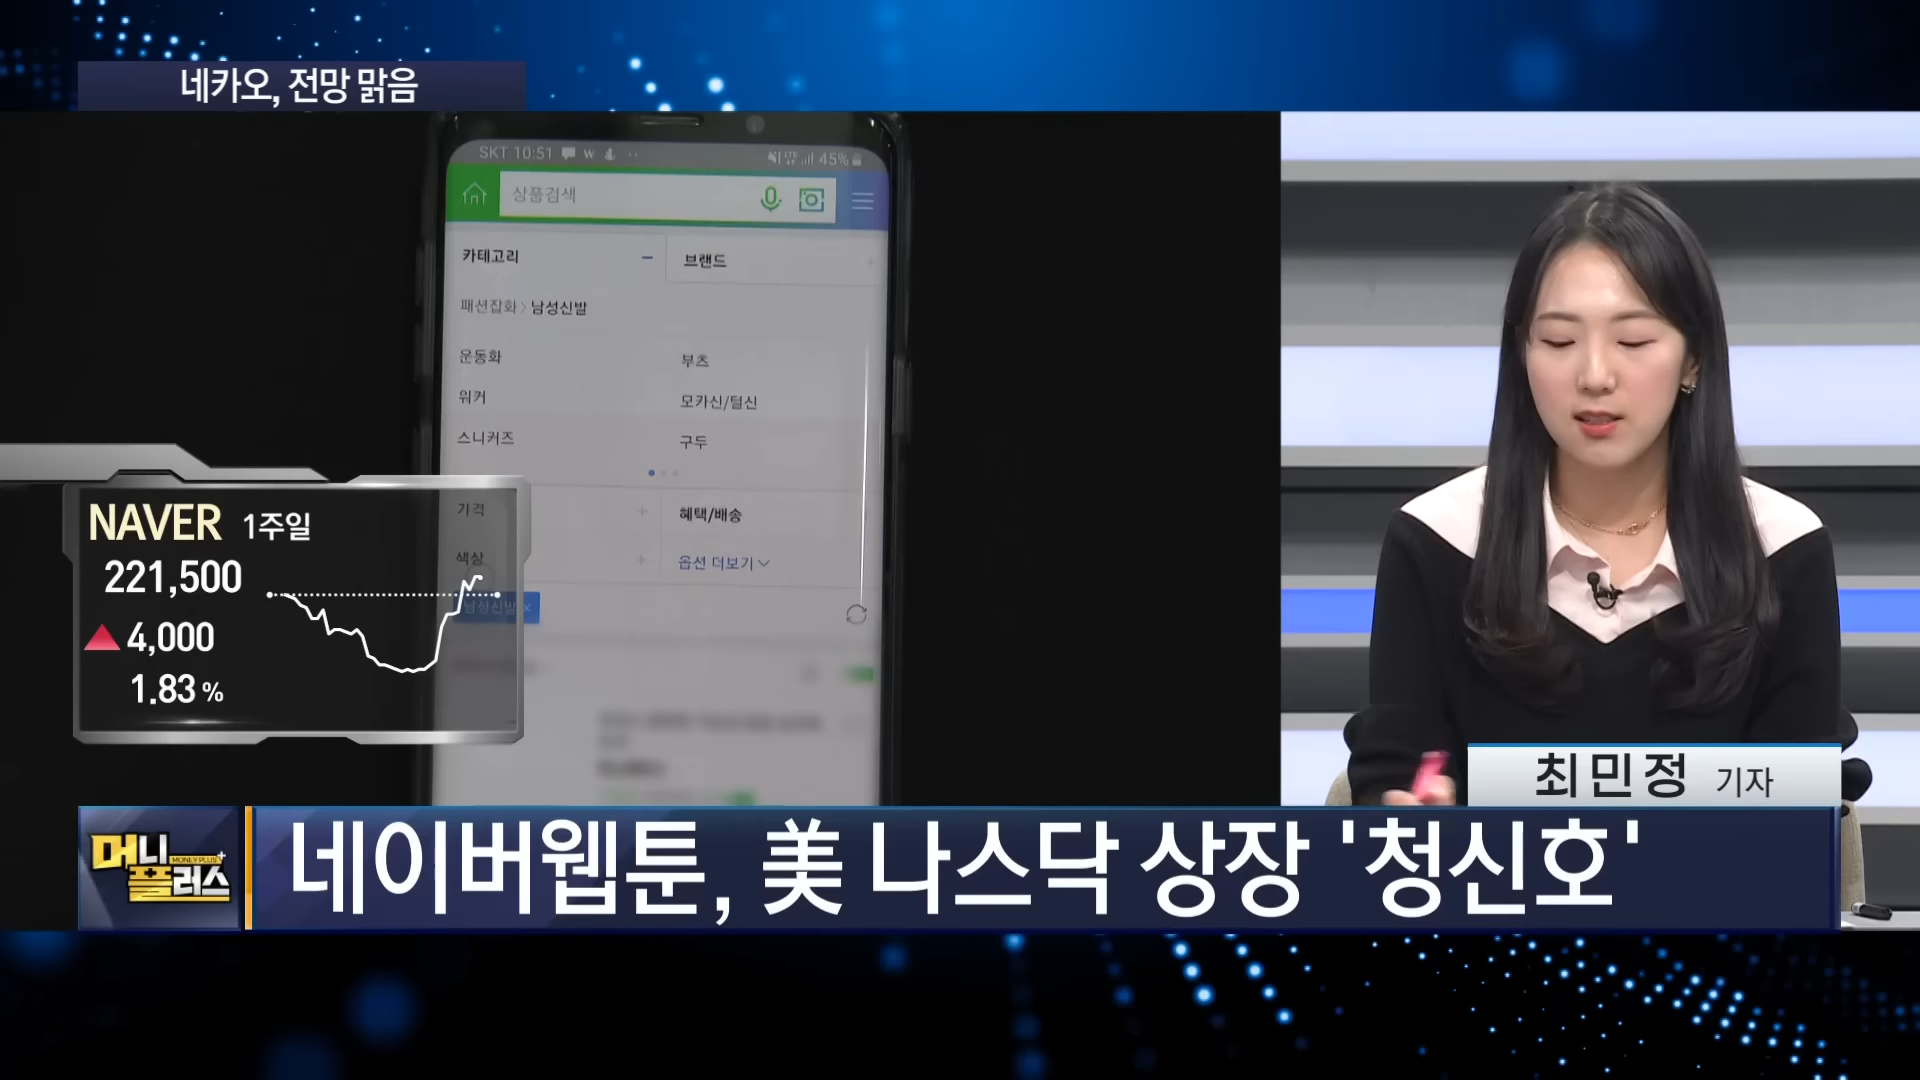 네카오, 전망 맑음
SKT 10:51
45%
상품검색
카테고리
브랜드
패션잡화 > 남성신발
운동화
부츠
워커
모카신/털신
스니커즈
구두
가격
혜택/배송
색상
옵션 더보기
남성신발 ×
NAVER 1주일
221,500
4,000
1.83 %
최민정 기자
머니플러스
MONEY PLUS+
네이버웹툰, 美 나스닥 상장 '청신호'